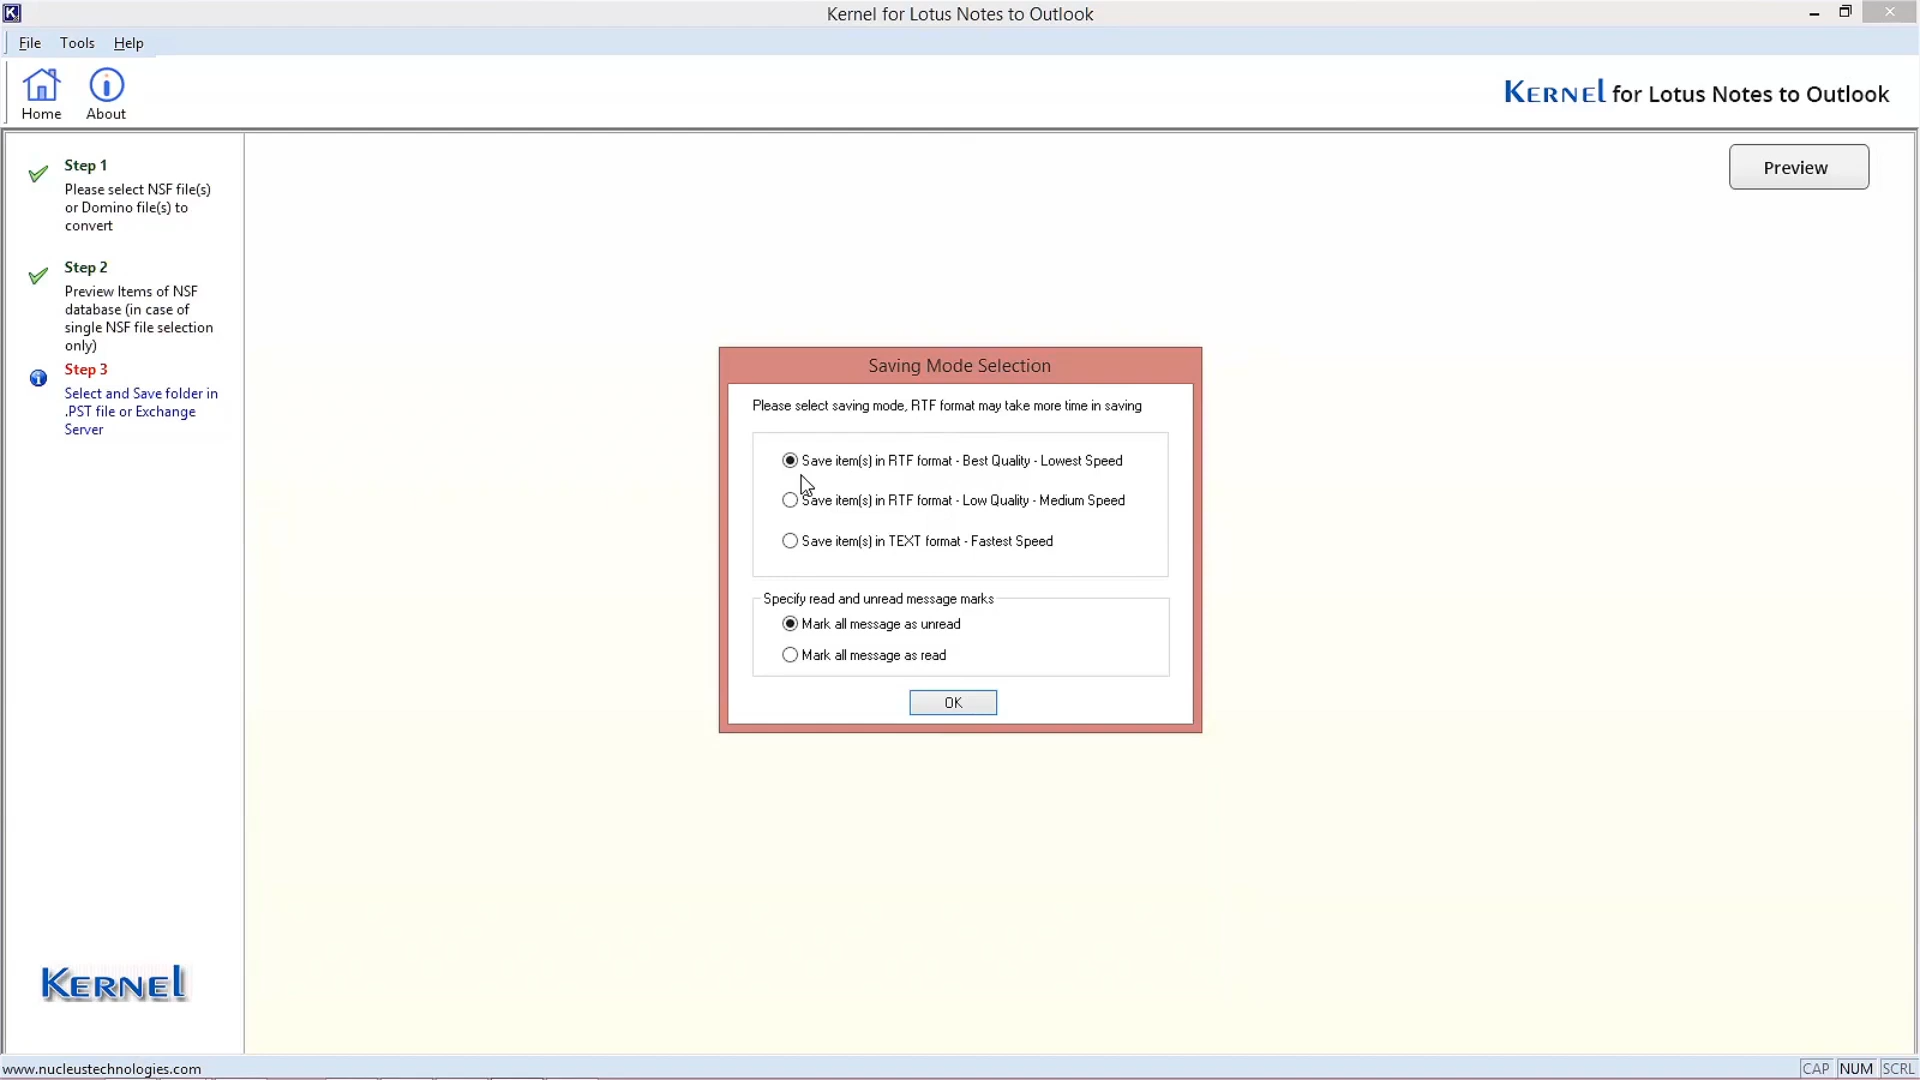 Kernel for Lotus Notes to Outlook
File Tools Help
Home About
KERNEL for Lotus Notes to Outlook
Step 1
Please select NSF file(s)
or Domino file(s) to
convert
Step 2
Preview Items of NSF
database (in case of
single NSF file selection
only)
Step 3
Select and Save folder in
.PST file or Exchange
Server
Preview
Saving Mode Selection
Please select saving mode, RTF format may take more time in saving
Save item(s) in RTF format - Best Quality - Lowest Speed
Save item(s) in RTF format - Low Quality - Medium Speed
Save item(s) in TEXT format - Fastest Speed
Specify read and unread message marks
Mark all message as unread
Mark all message as read
OK
KERNEL
www.nucleustechnologies.com
CAP NUM SCRL